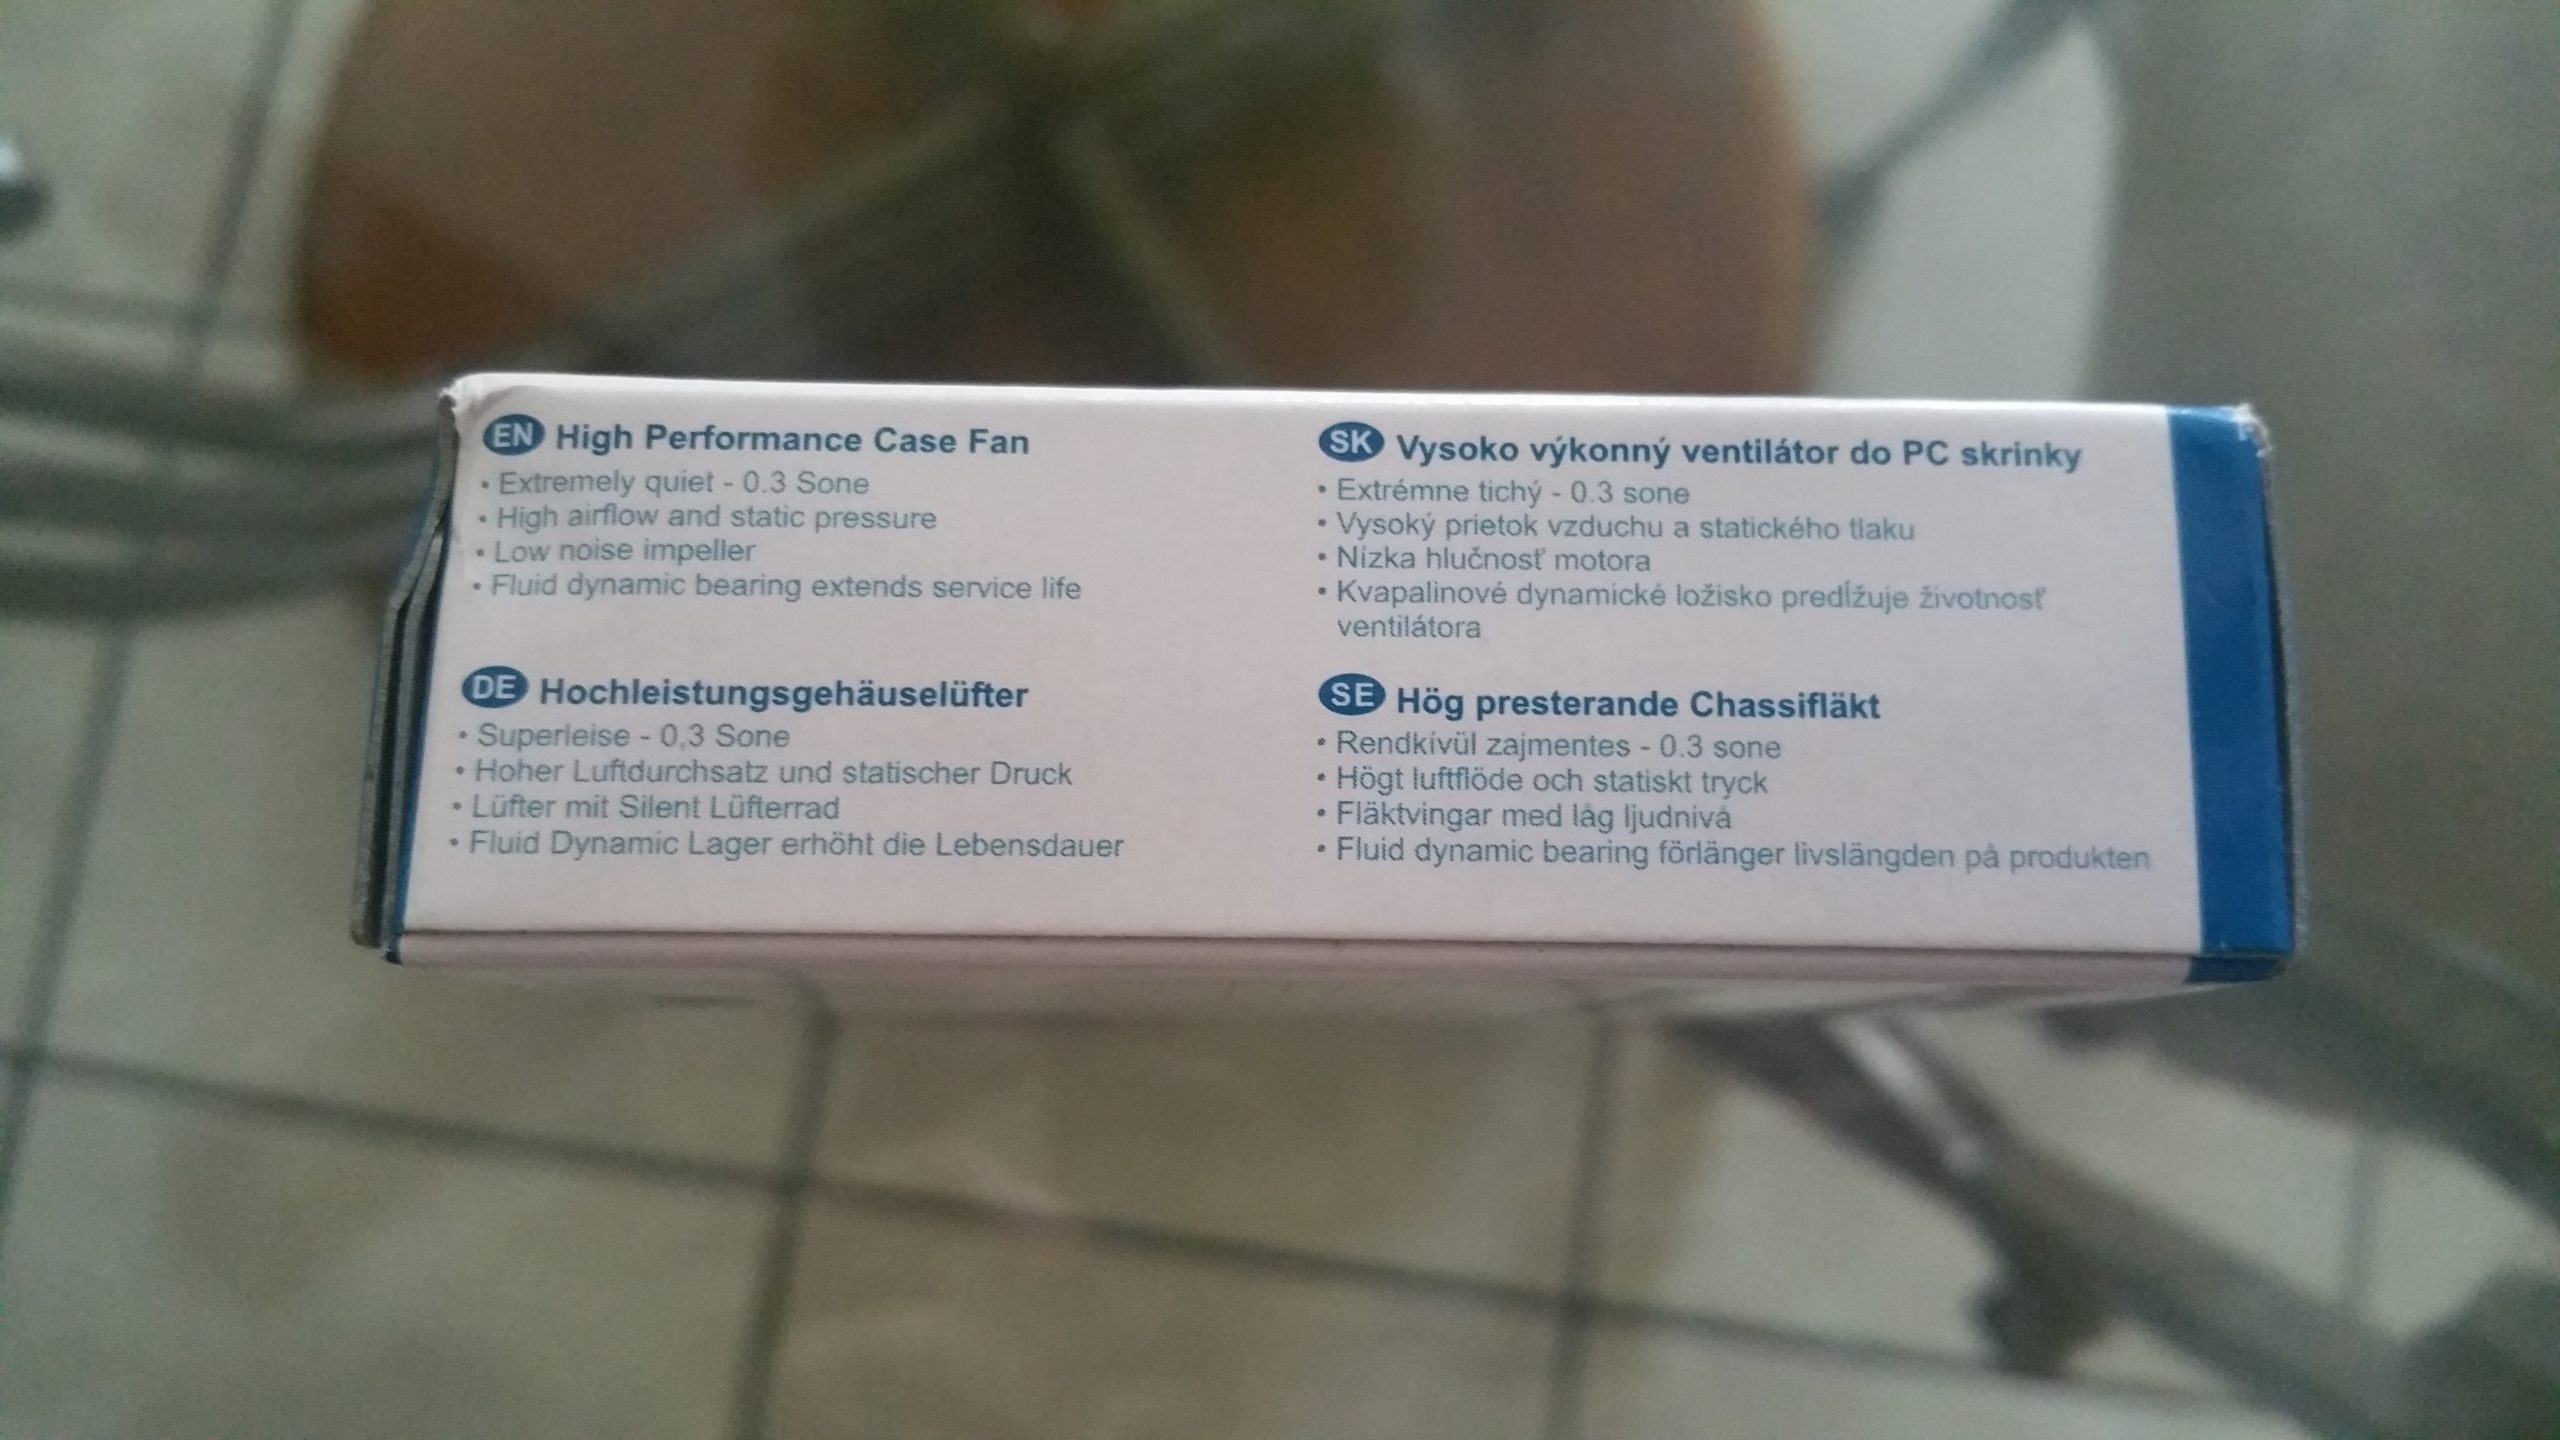 EN High Performance Case Fan
• Extremely quiet - 0.3 Sone
• High airflow and static pressure
• Low noise impeller
• Fluid dynamic bearing extends service life
DE Hochleistungsgehäuselüfter
• Superleise - 0,3 Sone
• Hoher Luftdurchsatz und statischer Druck
• Lüfter mit Silent Lüfterrad
• Fluid Dynamic Lager erhöht die Lebensdauer
SK Vysoko výkonný ventilátor do PC skrinky
• Extrémne tichý - 0.3 sone
• Vysoký prietok vzduchu a statického tlaku
• Nízka hlučnosť motora
• Kvapalinové dynamické ložisko predĺžuje životnosť
ventilátora
SE Hög presterande Chassifläkt
• Rendkívül zajmentes - 0.3 sone
• Högt luftflöde och statiskt tryck
• Fläktvingar med låg ljudnivå
• Fluid dynamic bearing förlänger livslängden på produkten